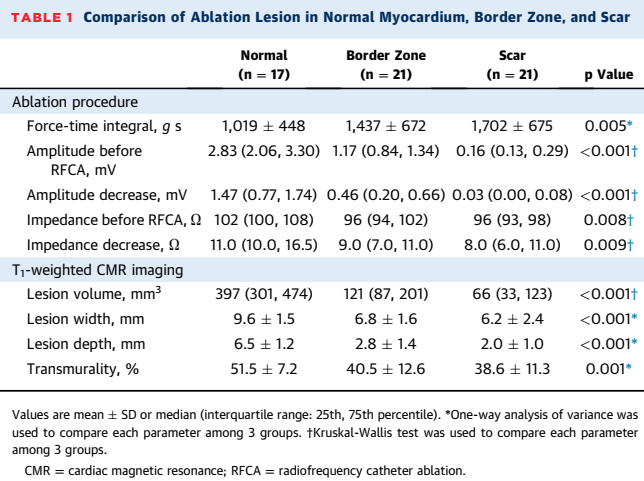 TABLE 1 Comparison of Ablation Lesion in Normal Myocardium, Border Zone, and Scar
Normal (n = 17) Border Zone (n = 21) Scar (n = 21) p Value
Ablation procedure
Force-time integral, g s 1,019 ± 448 1,437 ± 672 1,702 ± 675 0.005*
Amplitude before RFCA, mV 2.83 (2.06, 3.30) 1.17 (0.84, 1.34) 0.16 (0.13, 0.29) <0.001†
Amplitude decrease, mV 1.47 (0.77, 1.74) 0.46 (0.20, 0.66) 0.03 (0.00, 0.08) <0.001†
Impedance before RFCA, Ω 102 (100, 108) 96 (94, 102) 96 (93, 98) 0.008†
Impedance decrease, Ω 11.0 (10.0, 16.5) 9.0 (7.0, 11.0) 8.0 (6.0, 11.0) 0.009†
T₁-weighted CMR imaging
Lesion volume, mm³ 397 (301, 474) 121 (87, 201) 66 (33, 123) <0.001†
Lesion width, mm 9.6 ± 1.5 6.8 ± 1.6 6.2 ± 2.4 <0.001*
Lesion depth, mm 6.5 ± 1.2 2.8 ± 1.4 2.0 ± 1.0 <0.001*
Transmurality, % 51.5 ± 7.2 40.5 ± 12.6 38.6 ± 11.3 0.001*
Values are mean ± SD or median (interquartile range: 25th, 75th percentile). *One-way analysis of variance was
used to compare each parameter among 3 groups. †Kruskal-Wallis test was used to compare each parameter
among 3 groups.
CMR = cardiac magnetic resonance; RFCA = radiofrequency catheter ablation.